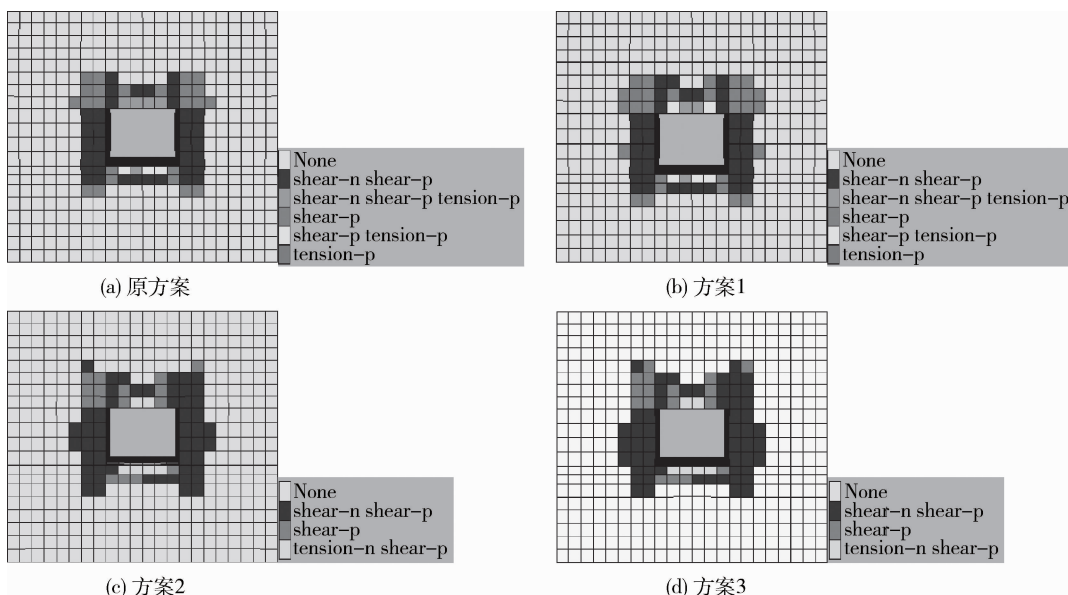 None
shear-n shear-p
shear-n shear-p tension-p
shear-p
shear-p tension-p
tension-p
(a) 原方案
None
shear-n shear-p
shear-n shear-p tension-p
shear-p
shear-p tension-p
tension-p
(b) 方案1
None
shear-n shear-p
shear-p
tension-n shear-p
(c) 方案2
None
shear-n shear-p
shear-p
tension-n shear-p
(d) 方案3